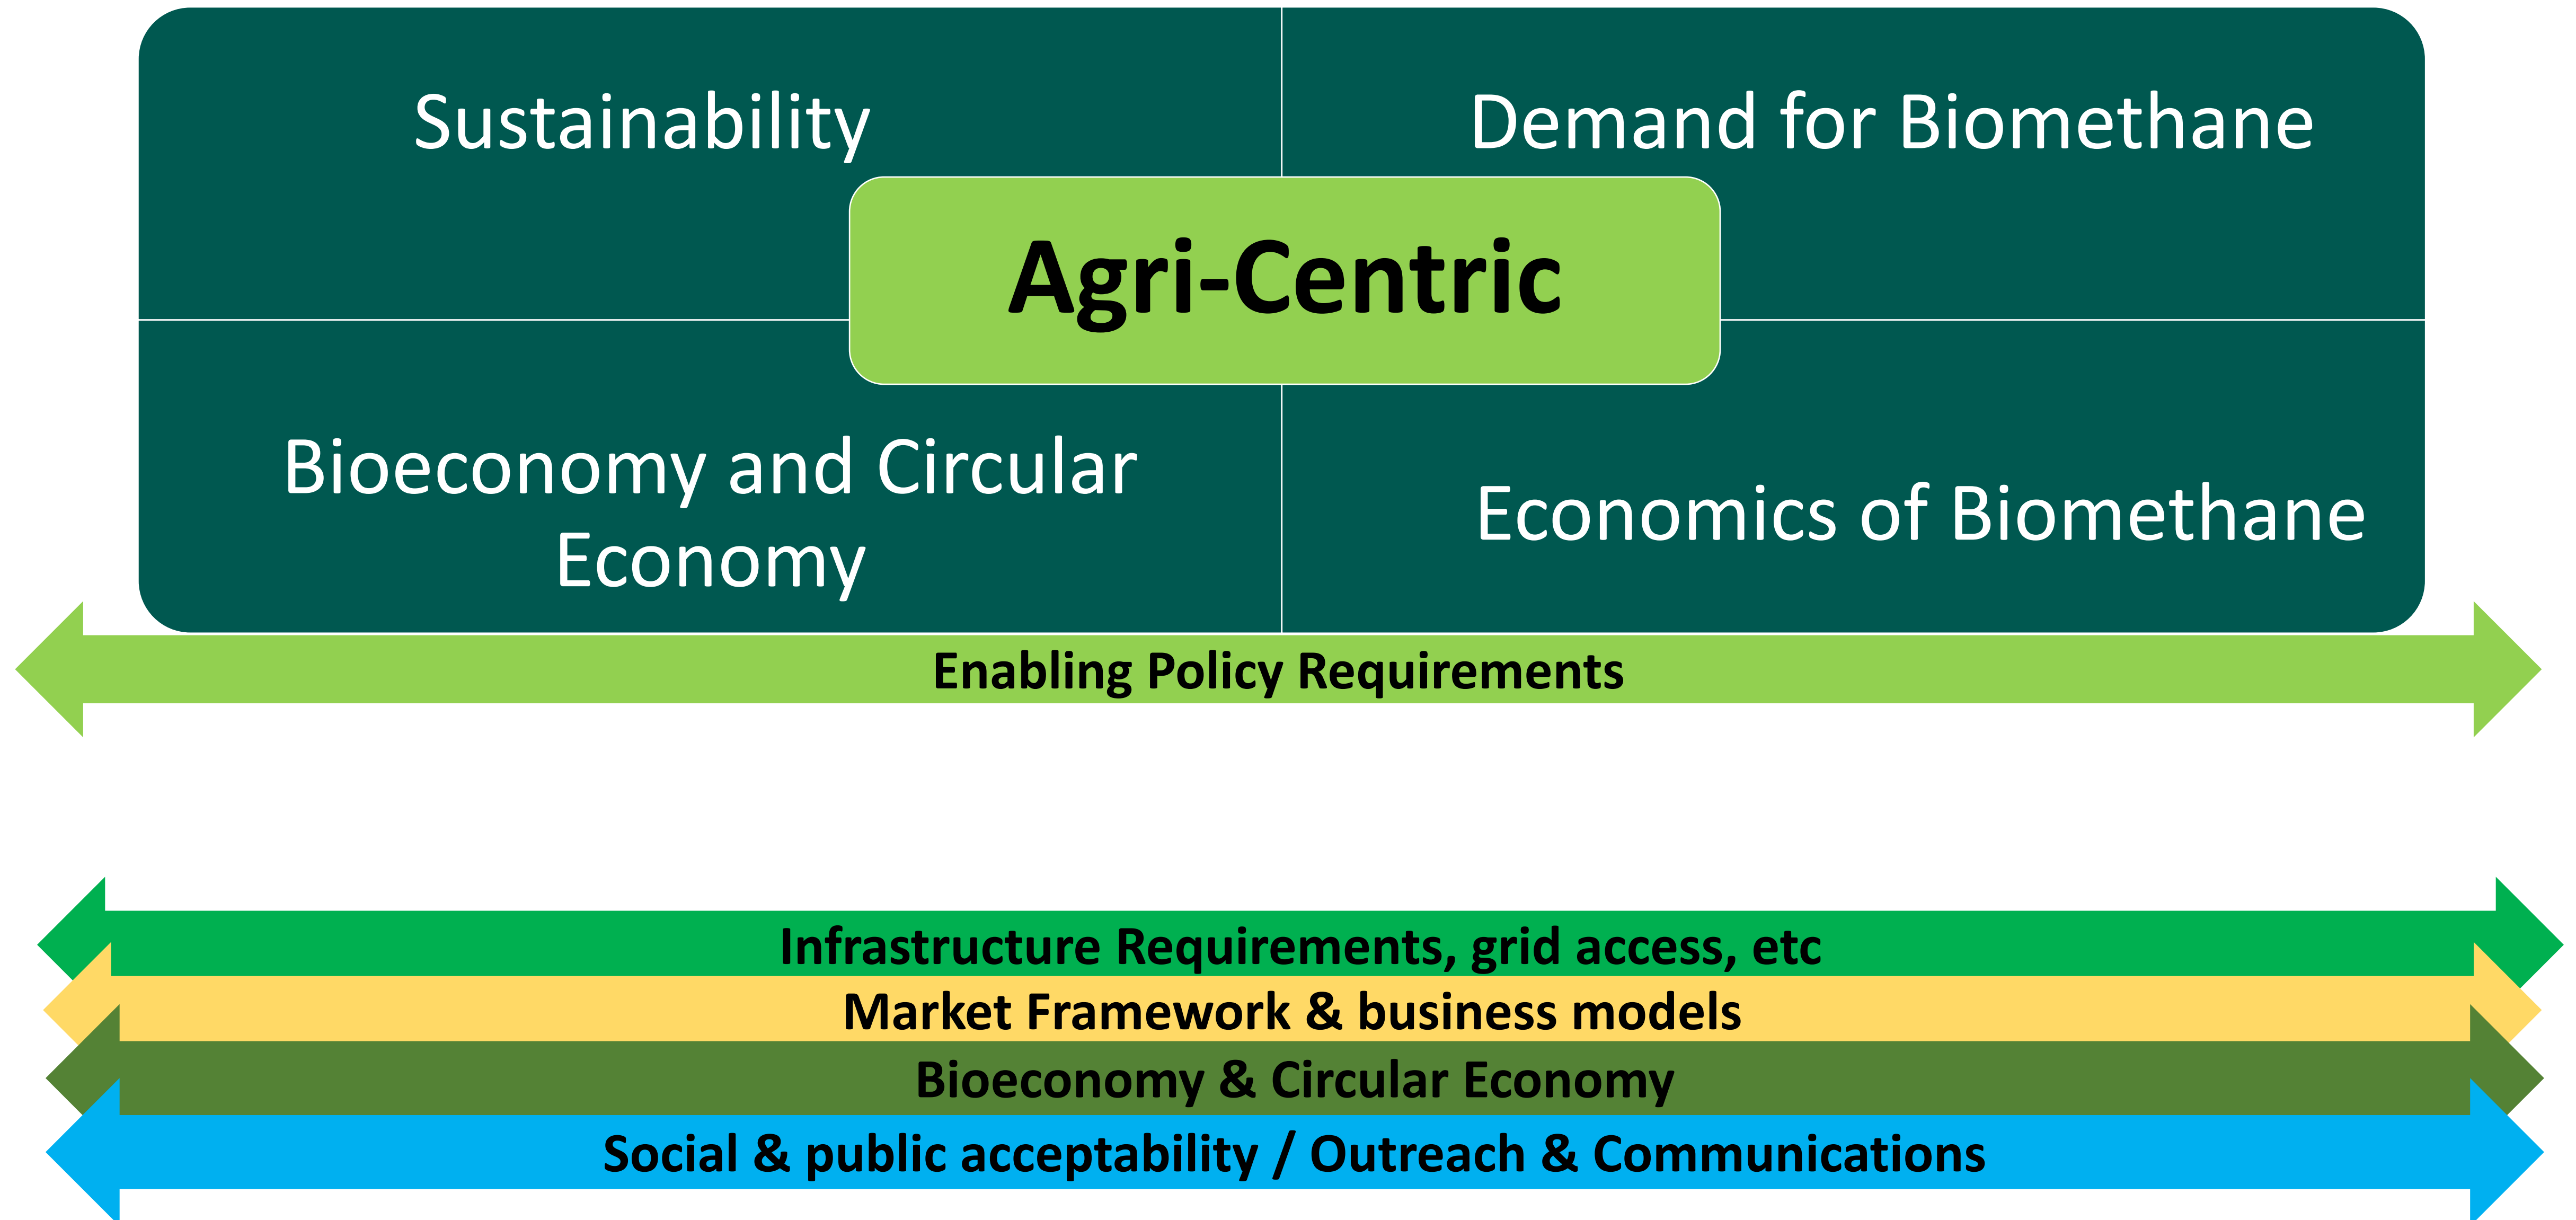 Sustainability
Demand for Biomethane
Agri-Centric
Bioeconomy and Circular
Economy
Economics of Biomethane
Enabling Policy Requirements
Infrastructure Requirements, grid access, etc
Market Framework & business models
Bioeconomy & Circular Economy
Social & public acceptability / Outreach & Communications